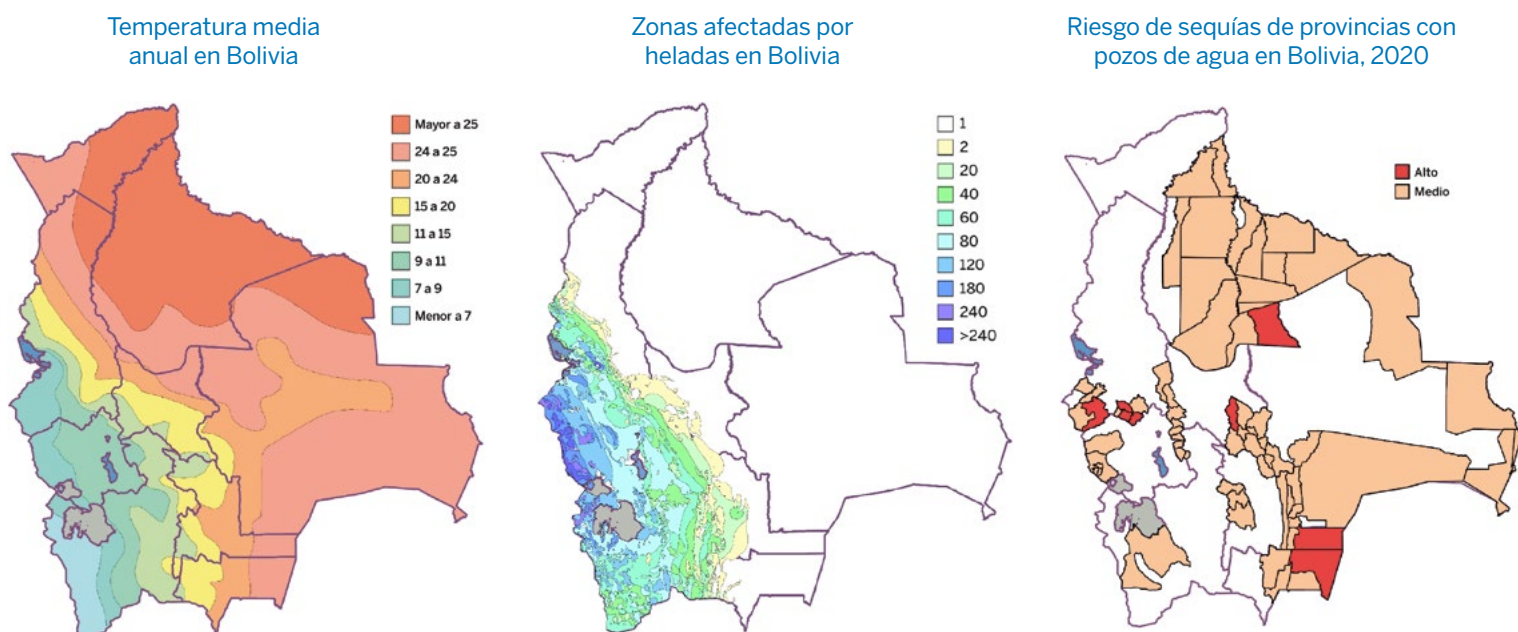 Temperatura media
anual en Bolivia
Mayor a 25
24 a 25
20 a 24
15 a 20
11 a 15
9 a 11
7 a 9
Menor a 7
Zonas afectadas por
heladas en Bolivia
1
2
20
40
60
80
120
180
240
>240
Riesgo de sequías de provincias con
pozos de agua en Bolivia, 2020
Alto
Medio